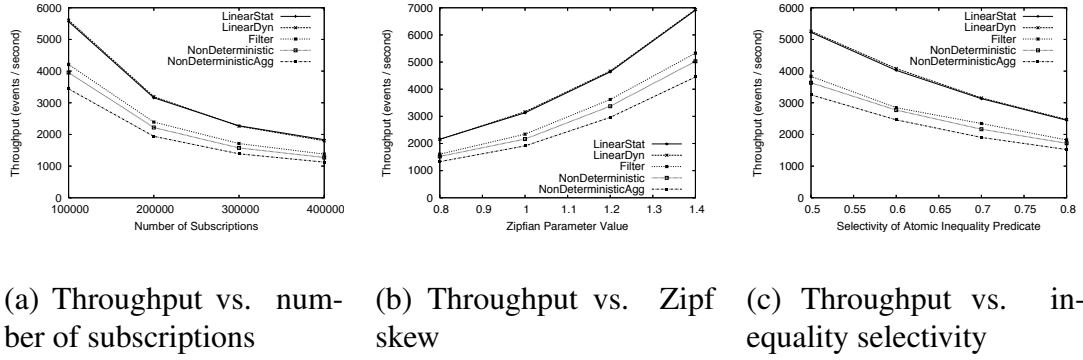 6000
5000
4000
3000
2000
1000
0
Throughput (events / second)
LinearStat
LinearDyn
Filter
NonDeterministic
NonDeterministicAgg
100000 200000 300000 400000
Number of Subscriptions
7000
6000
5000
4000
3000
2000
1000
0
Throughput (events / second)
LinearStat
LinearDyn
Filter
NonDeterministic
NonDeterministicAgg
0.8 0.9 1 1.1 1.2 1.3 1.4
Zipfian Parameter Value
6000
5000
4000
3000
2000
1000
0
Throughput (events / second)
LinearStat
LinearDyn
Filter
NonDeterministic
NonDeterministicAgg
0.5 0.55 0.6 0.65 0.7 0.75 0.8
Selectivity of Atomic Inequality Predicate
(a) Throughput vs. num-
ber of subscriptions
(b) Throughput vs. Zipf
skew
(c) Throughput vs. in-
equality selectivity